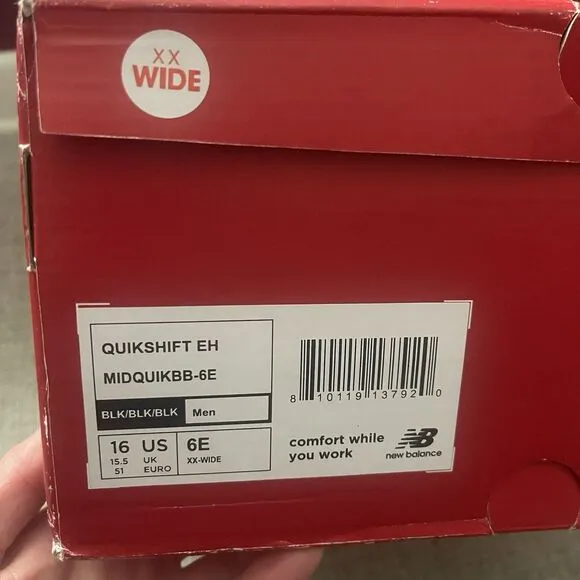 XX
WIDE
QUIKSHIFT EH
MIDQUIKBB-6E
BLK/BLK/BLK Men
16 US 6E
15.5 UK XX-WIDE
51 EURO
8 10119 13792 0
comfort while
you work
NB
new balance